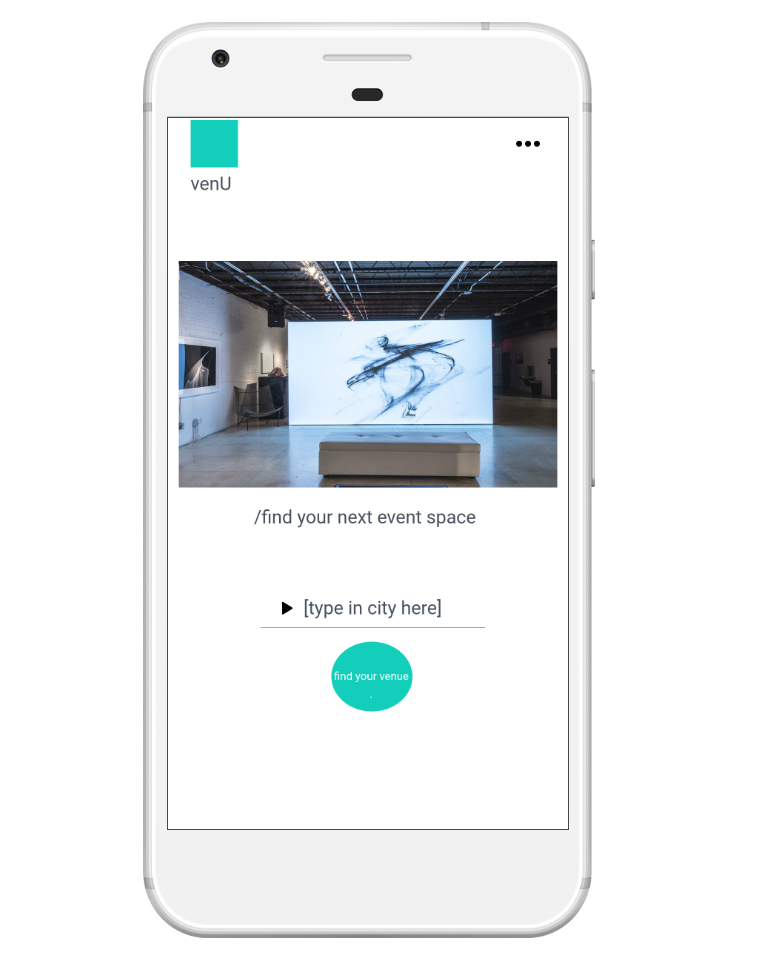 venU
/find your next event space
[type in city here]
find your venue
.